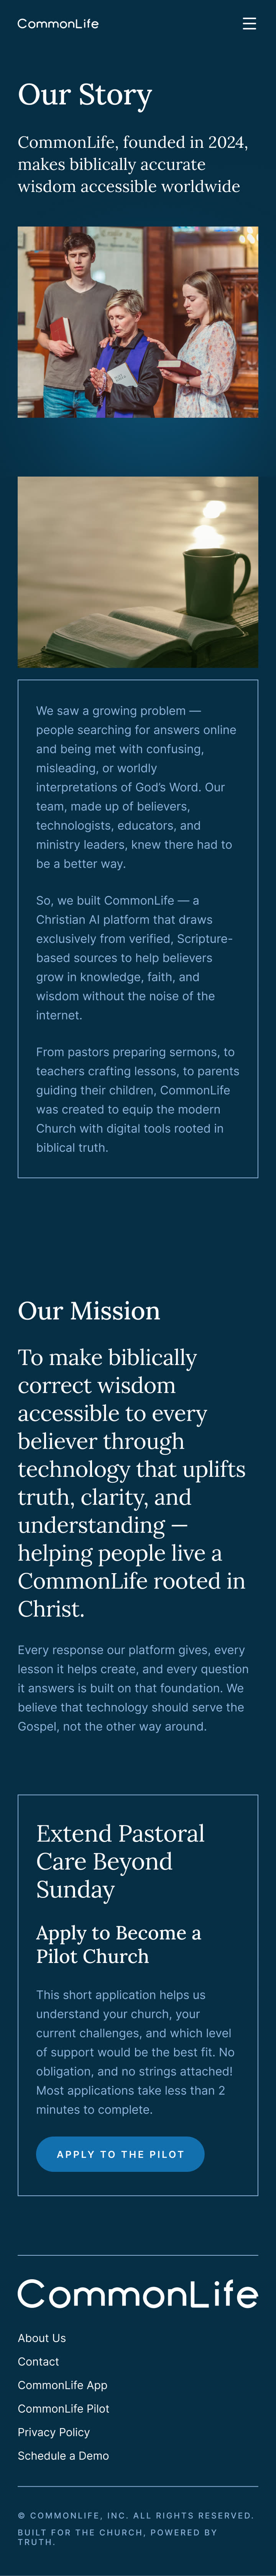 CommonLife
Our Story
CommonLife, founded in 2024,
makes biblically accurate
wisdom accessible worldwide
We saw a growing problem —
people searching for answers online
and being met with confusing,
misleading, or worldly
interpretations of God’s Word. Our
team, made up of believers,
technologists, educators, and
ministry leaders, knew there had to
be a better way.
So, we built CommonLife — a
Christian AI platform that draws
exclusively from verified, Scripture-
based sources to help believers
grow in knowledge, faith, and
wisdom without the noise of the
internet.
From pastors preparing sermons, to
teachers crafting lessons, to parents
guiding their children, CommonLife
was created to equip the modern
Church with digital tools rooted in
biblical truth.
Our Mission
To make biblically
correct wisdom
accessible to every
believer through
technology that uplifts
truth, clarity, and
understanding —
helping people live a
CommonLife rooted in
Christ.
Every response our platform gives, every
lesson it helps create, and every question
it answers is built on that foundation. We
believe that technology should serve the
Gospel, not the other way around.
Extend Pastoral
Care Beyond
Sunday
Apply to Become a
Pilot Church
This short application helps us
understand your church, your
current challenges, and which level
of support would be the best fit. No
obligation, and no strings attached!
Most applications take less than 2
minutes to complete.
APPLY TO THE PILOT
CommonLife
About Us
Contact
CommonLife App
CommonLife Pilot
Privacy Policy
Schedule a Demo
© COMMONLIFE, INC. ALL RIGHTS RESERVED.
BUILT FOR THE CHURCH, POWERED BY
TRUTH.